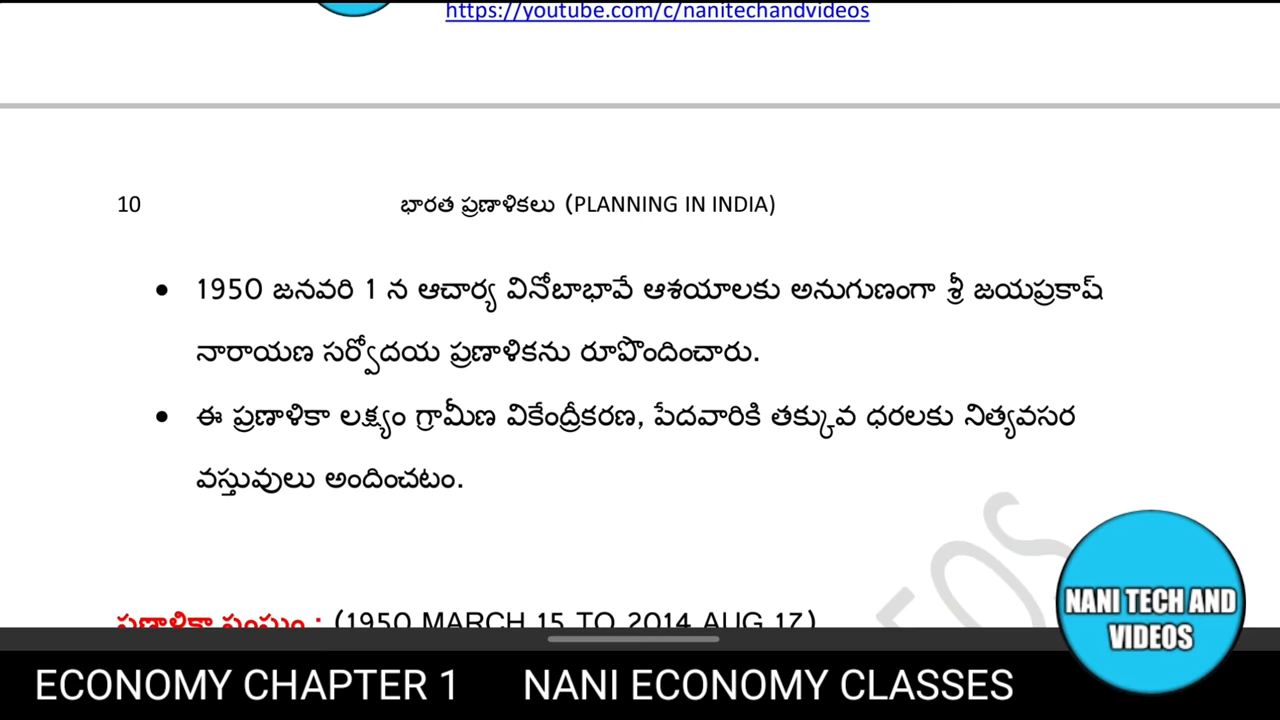 https://youtube.com/c/nanitechandvideos
10 భారత ప్రణాళికలు (PLANNING IN INDIA)
• 1950 జనవరి 1 న ఆచార్య వినోబాభావే ఆశయాలకు అనుగుణంగా శ్రీ జయప్రకాష్
నారాయణ సర్వోదయ ప్రణాళికను రూపొందించారు.
• ఈ ప్రణాళికా లక్ష్యం గ్రామీణ వికేంద్రీకరణ, పేదవారికి తక్కువ ధరలకు నిత్యవసర
వస్తువులు అందించటం.
ప్రణాళికా సంఘం : (1950 MARCH 15 TO 2014 AUG 17)
NANI TECH AND
VIDEOS
ECONOMY CHAPTER 1 NANI ECONOMY CLASSES